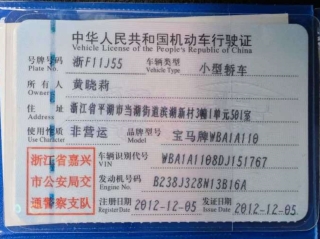 中华人民共和国机动车行驶证
Vehicle License of the People's Republic of China
号牌号码 浙F11J55 车辆类型 小型轿车
Plate No. Vehicle Type
所有人 黄晓莉
Owner
住址 浙江省平湖市当湖街道滨湖新村3幢1单元501室
Address
使用性质 非营运 品牌型号 宝马牌WBA1A110
Use Character Model
浙江省嘉兴
市公安局交
通警察支队
车辆识别代号 WBA1A1108DJ151767
VIN
发动机号码 B238J328N13B16A
Engine No.
注册日期 2012-12-05 发证日期 2012-12-05
Register Date Issue Date